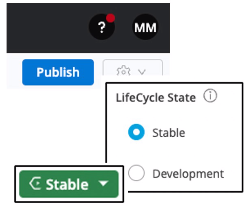 ?
MM
Publish
LifeCycle State
Stable
Development
Stable